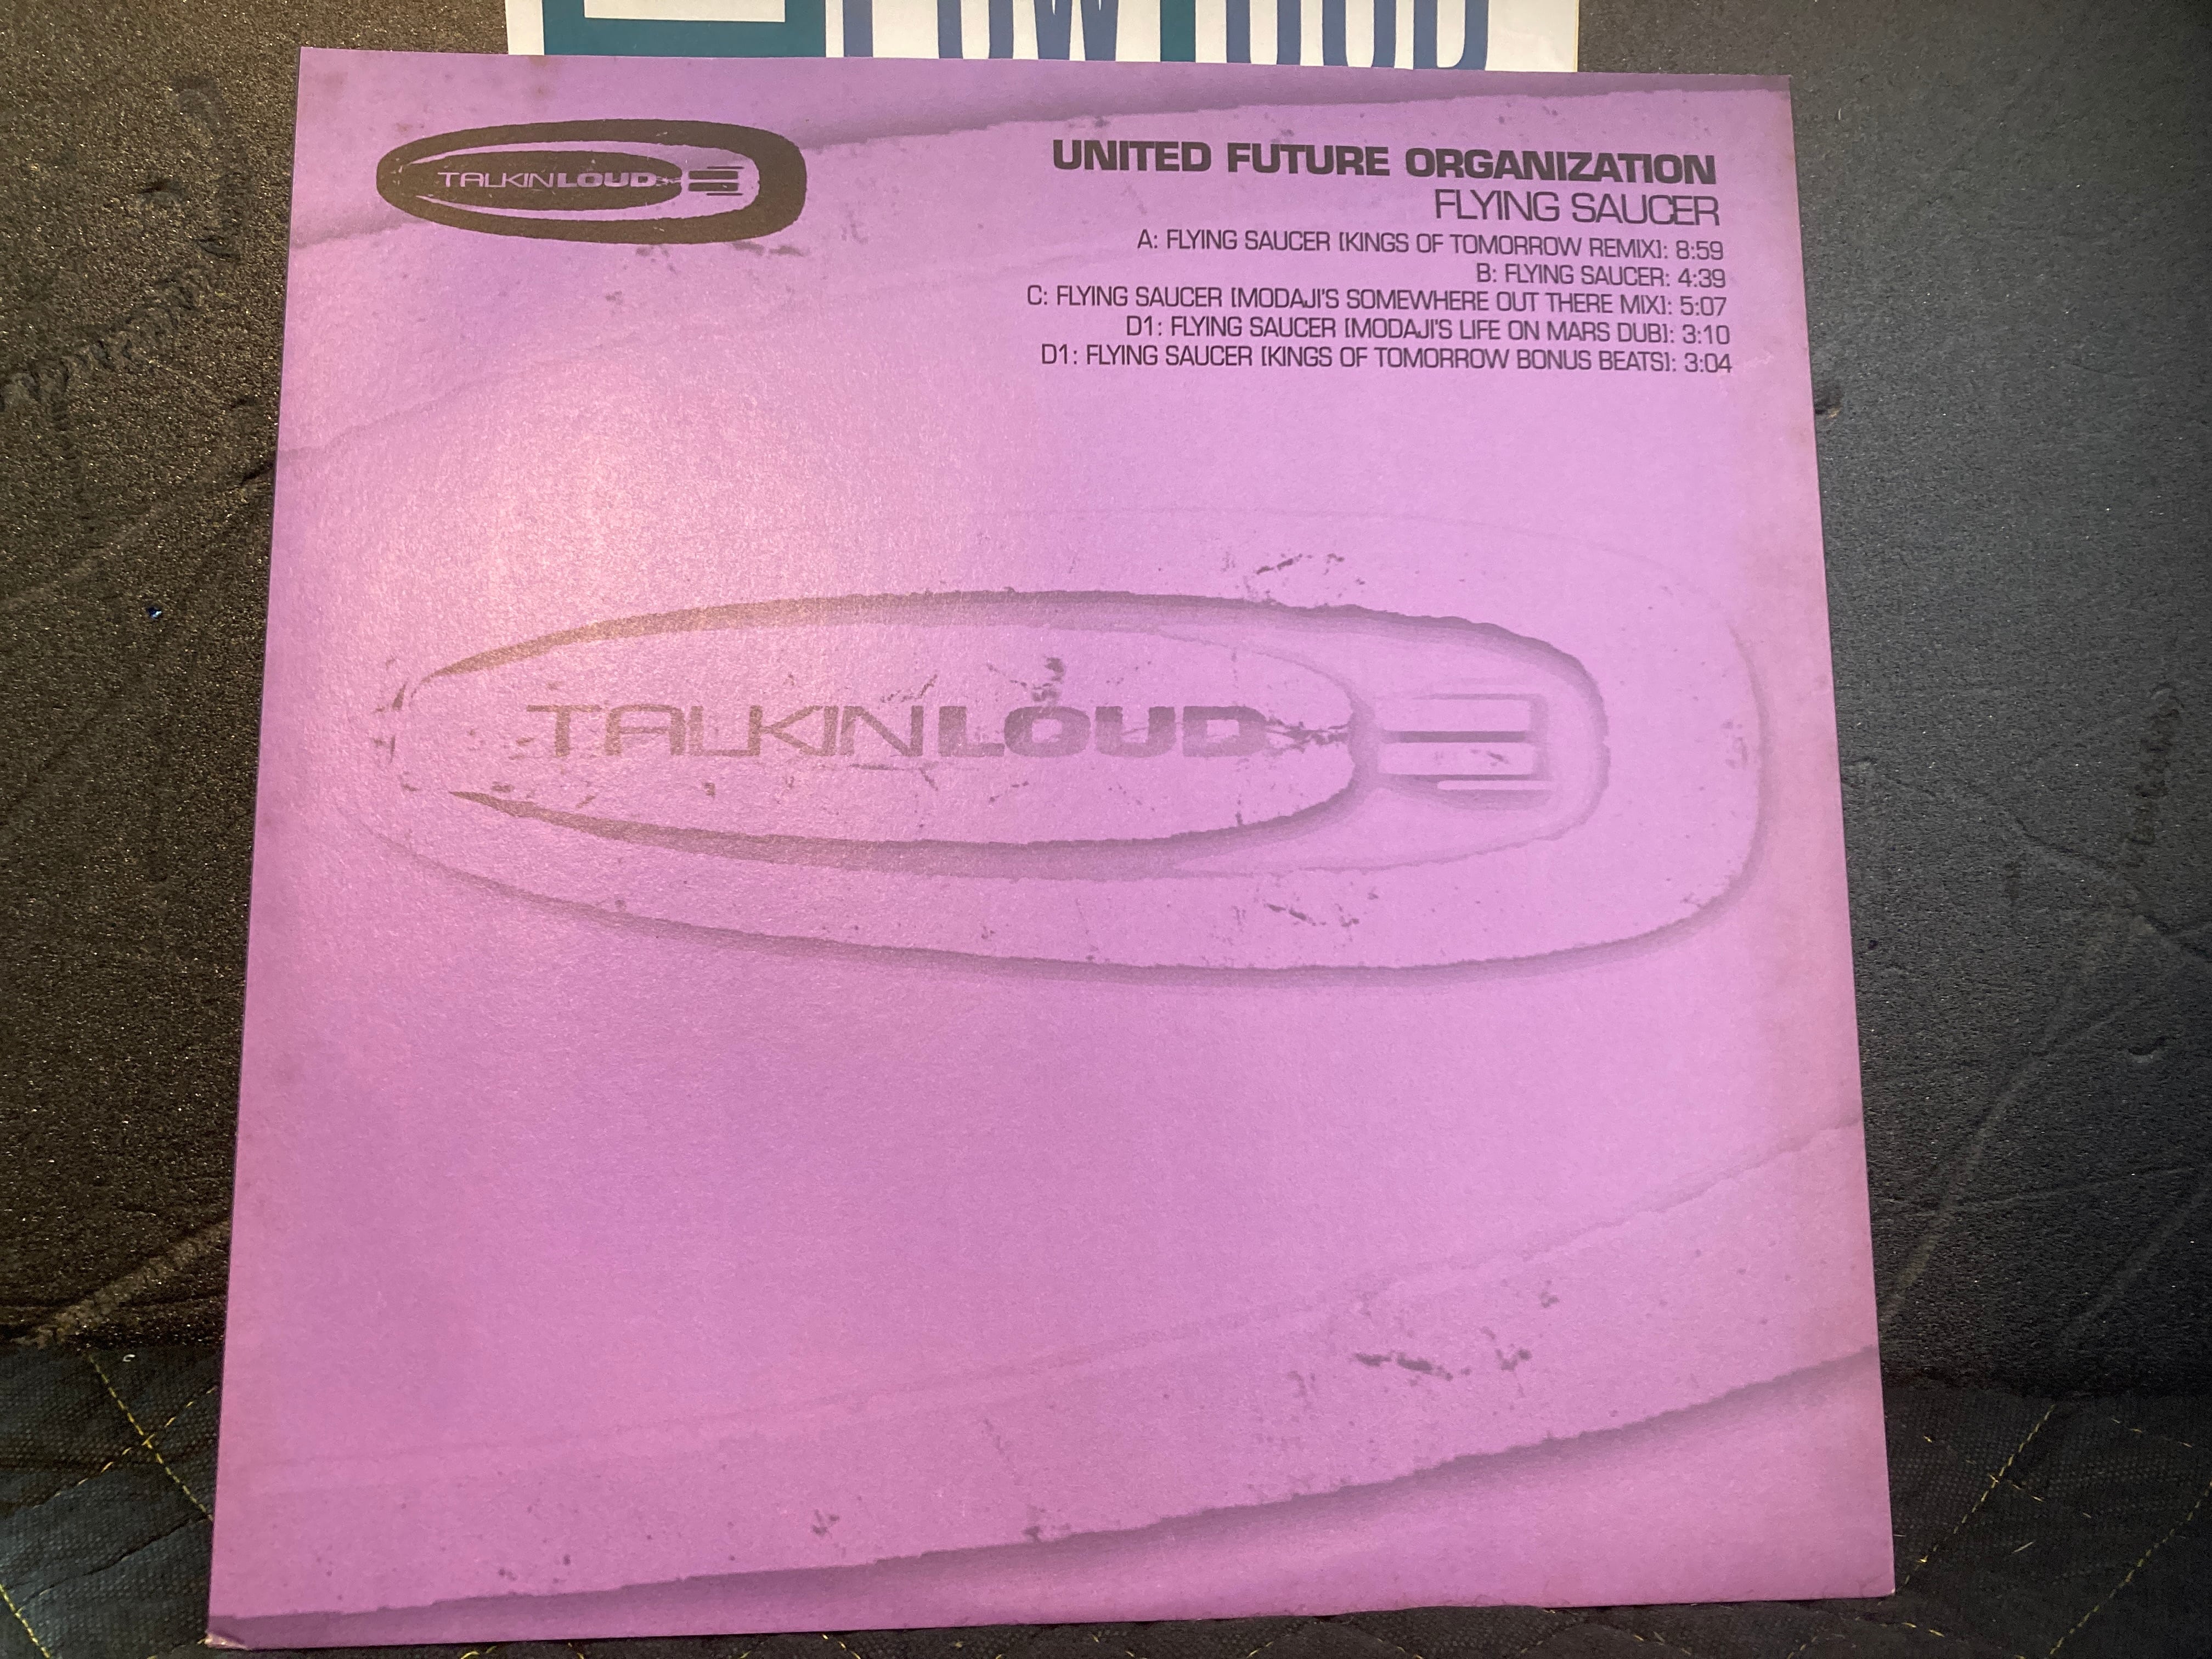 TALKINLOUD
UNITED FUTURE ORGANIZATION
FLYING SAUCER
A: FLYING SAUCER [KINGS OF TOMORROW REMIX]: 8:59
B: FLYING SAUCER: 4:39
C: FLYING SAUCER [MODAJI'S SOMEWHERE OUT THERE MIX]: 5:07
D1: FLYING SAUCER [MODAJI'S LIFE ON MARS DUB]: 3:10
D1: FLYING SAUCER [KINGS OF TOMORROW BONUS BEATS]: 3:04
TALKINLOUD